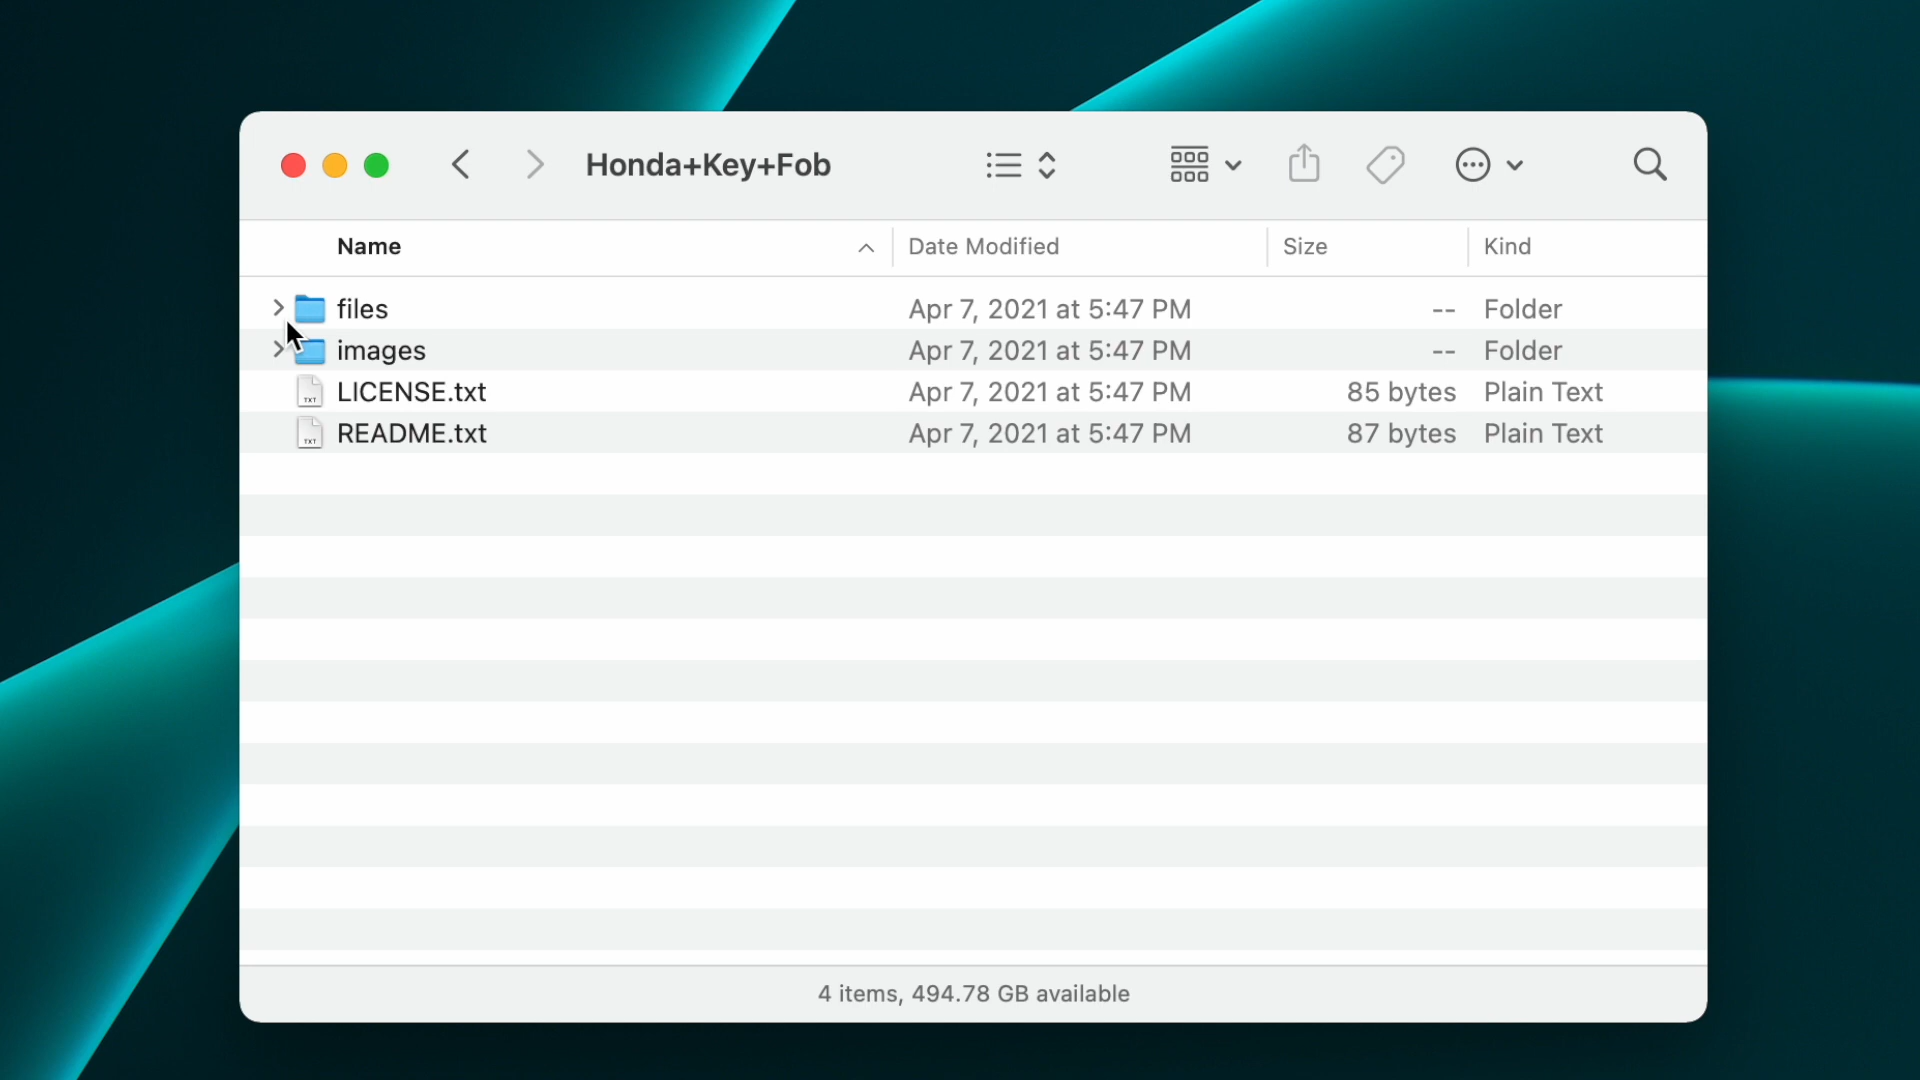 Honda+Key+Fob
Name Date Modified Size Kind
files Apr 7, 2021 at 5:47 PM -- Folder
images Apr 7, 2021 at 5:47 PM -- Folder
TXT LICENSE.txt Apr 7, 2021 at 5:47 PM 85 bytes Plain Text
TXT README.txt Apr 7, 2021 at 5:47 PM 87 bytes Plain Text
4 items, 494.78 GB available